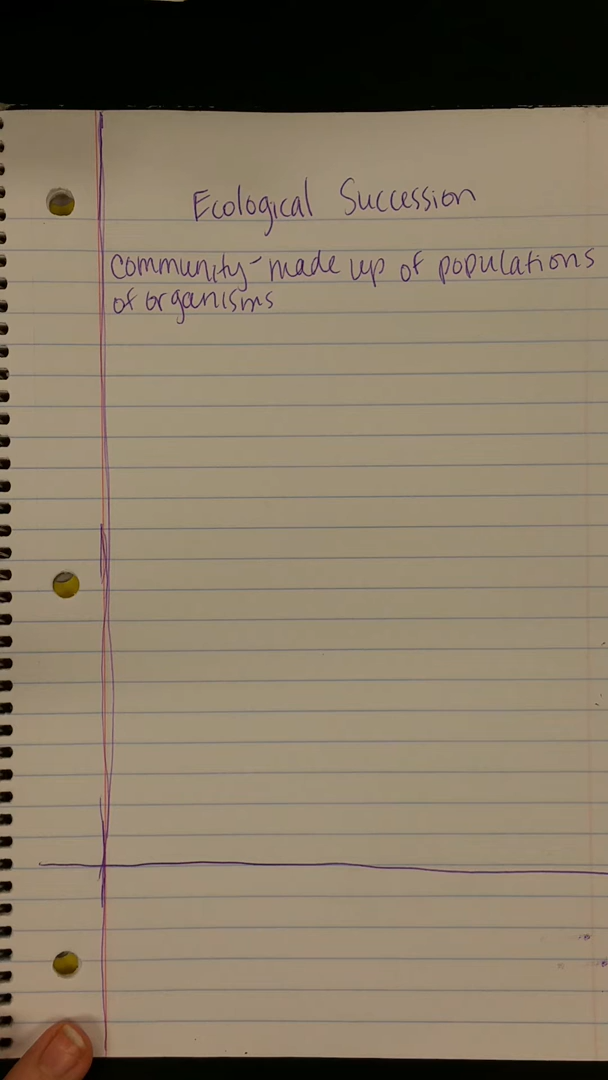 Ecological Succession
Community - made up of populations
of organisms